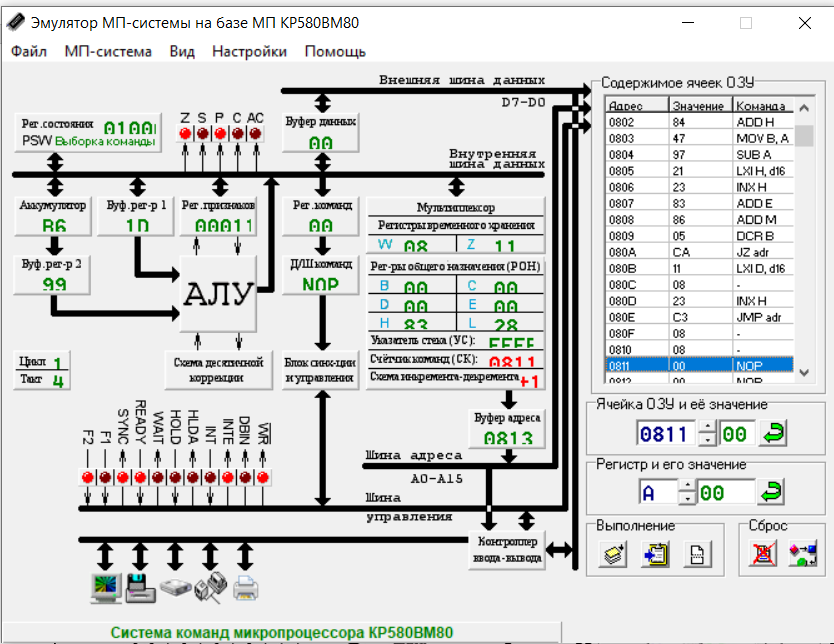 Эмулятор МП-системы на базе МП КР580ВМ80
Файл МП-система Вид Настройки Помощь
Внешняя шина данных
D7-D0
Рег.состояния
PSW Выборка команды
Z S P C AC
Буфер данных
00
Внутренняя
шина данных
Аккумулятор
B6
Буф.рег-р 1
1D
Рег.признаков
00011
Рег.команд
00
Буф.рег-р 2
99
АЛУ
Д/Ш команд
NOP
Мультиплексор
Регистры временного хранения
W 08 Z 11
Рег-ры общего назначения (РОН)
B 00 C 00
D 00 E 00
H 83 L 28
Указатель стека (УС): FFFF
Счётчик команд (СК): 0811
Схема инкремента-декремента +1
Цикл 1
Такт 4
Схема десятичной
коррекции
Блок синх-ции
и управления
Буфер адреса
0813
F2 F1 SYNC READY WAIT HOLD HLDA INT INTE DBIN WR
Шина адреса
A0-A15
Шина
управления
Контроллер
ввода-вывода
Система команд микропроцессора КР580ВМ80
Содержимое ячеек ОЗУ
Адрес Значение Команда
0802 84 ADD H
0803 47 MOV B, A
0804 97 SUB A
0805 21 LXI H, d16
0806 23 INX H
0807 83 ADD E
0808 86 ADD M
0809 05 DCR B
080A CA JZ adr
080B 11 LXI D, d16
080C 08 -
080D 23 INX H
080E C3 JMP adr
080F 08 -
0810 08 -
0811 00 NOP
0812 00 NOP
Ячейка ОЗУ и её значение
0811 00
Регистр и его значение
A 00
Выполнение
Сброс